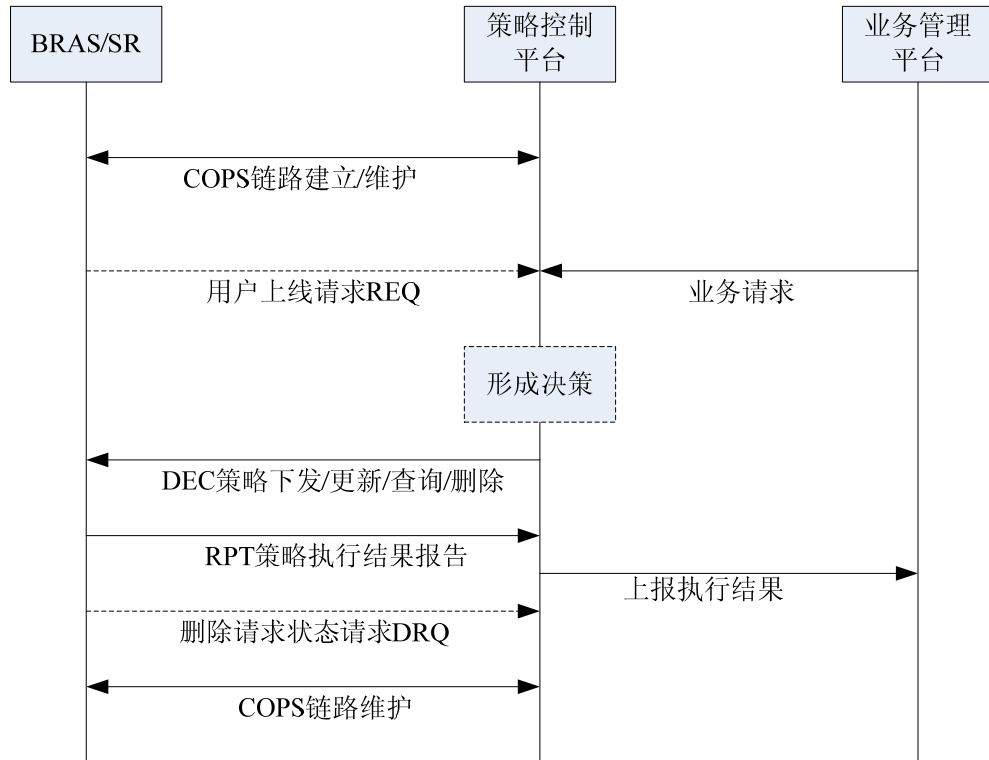 BRAS/SR
策略控制
平台
业务管理
平台
COPS链路建立/维护
用户上线请求REQ
业务请求
形成决策
DEC策略下发/更新/查询/删除
RPT策略执行结果报告
上报执行结果
删除请求状态请求DRQ
COPS链路维护